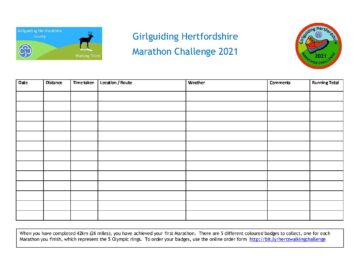 Girlguiding Hertfordshire
County
Walking Trails
Girlguiding Hertfordshire
Marathon Challenge 2021
Girlguiding Hertfordshire
2021
Date Distance Time taken Location / Route Weather Comments Running Total
When you have completed 42km (26 miles), you have achieved your first Marathon. There are 5 different coloured badges to collect, one for each
Marathon you finish, which represent the 5 Olympic rings. To order your badges, use the online order form http://bit.ly/hertswalkingchallenge